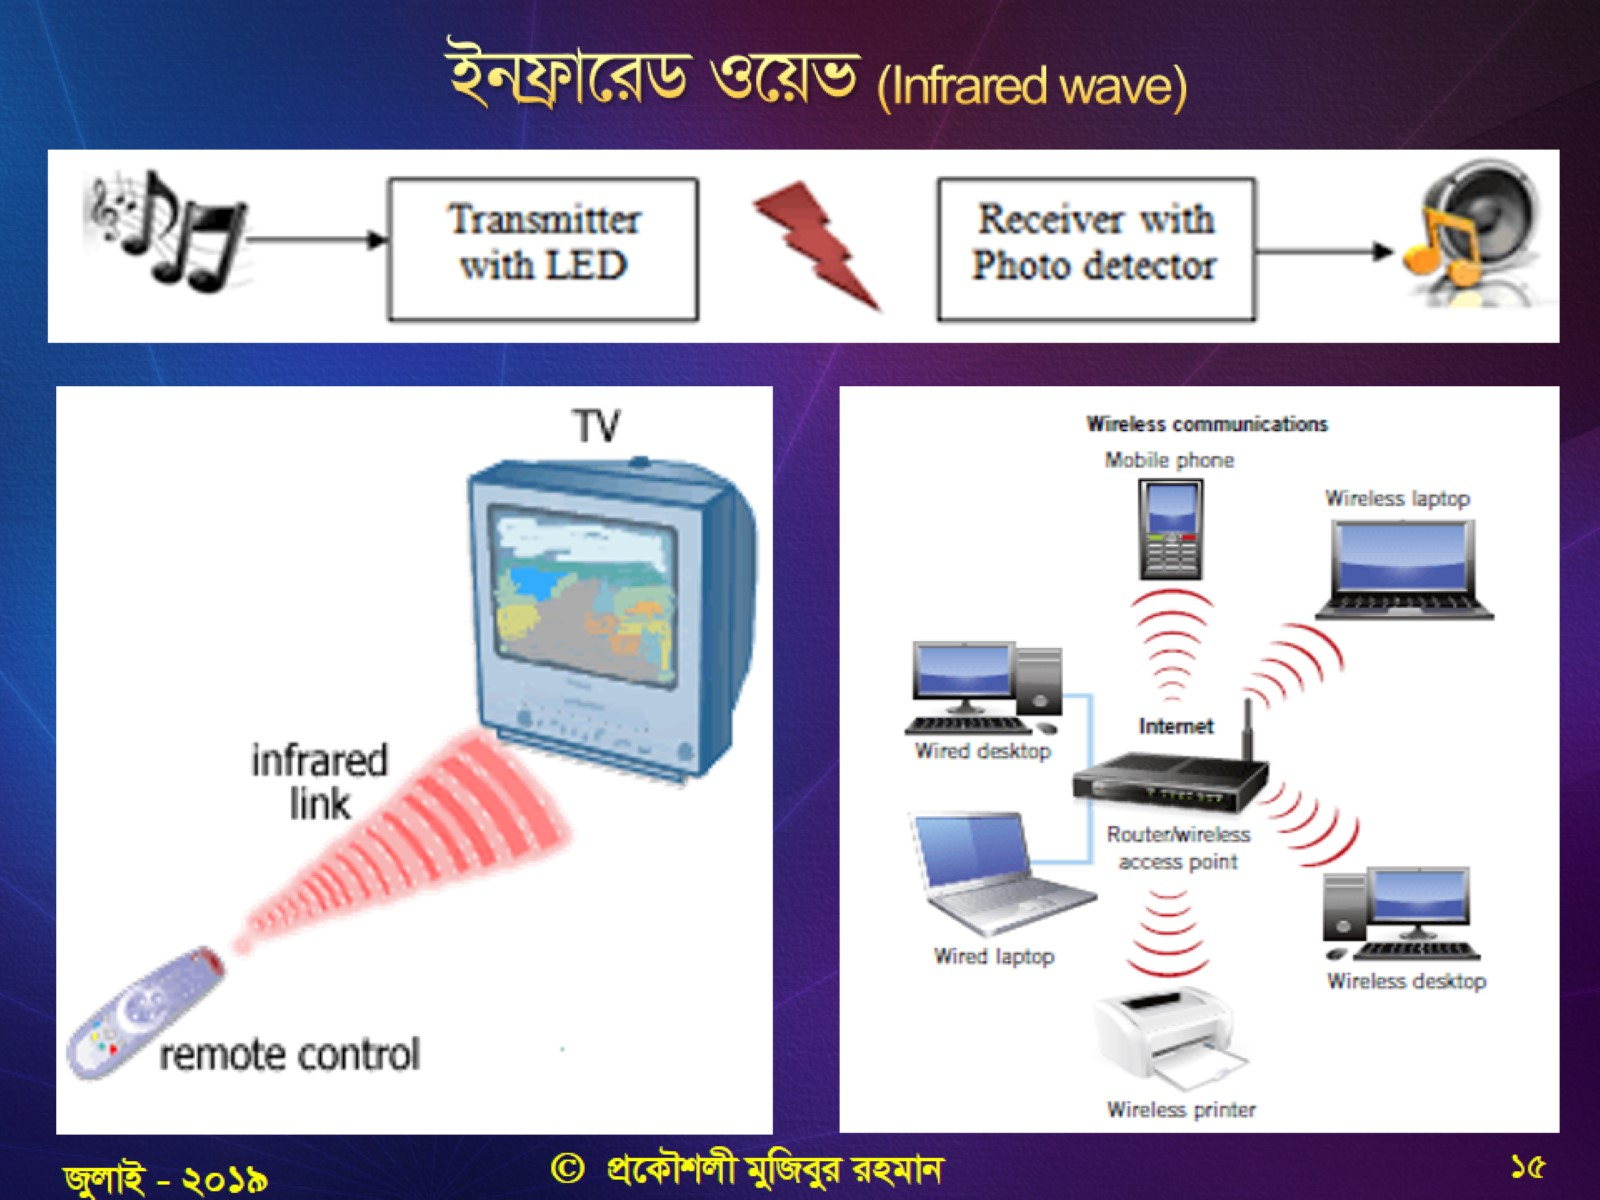 ইনফ্রারেড ওয়েভ (Infrared wave)
Transmitter
with LED
Receiver with
Photo detector
TV
infrared
link
remote control
Wireless communications
Mobile phone
Wireless laptop
Wired desktop
Internet
Router/wireless
access point
Wired laptop
Wireless desktop
Wireless printer
জুলাই - ২০১৯
© প্রকৌশলী মুজিবুর রহমান
১৫